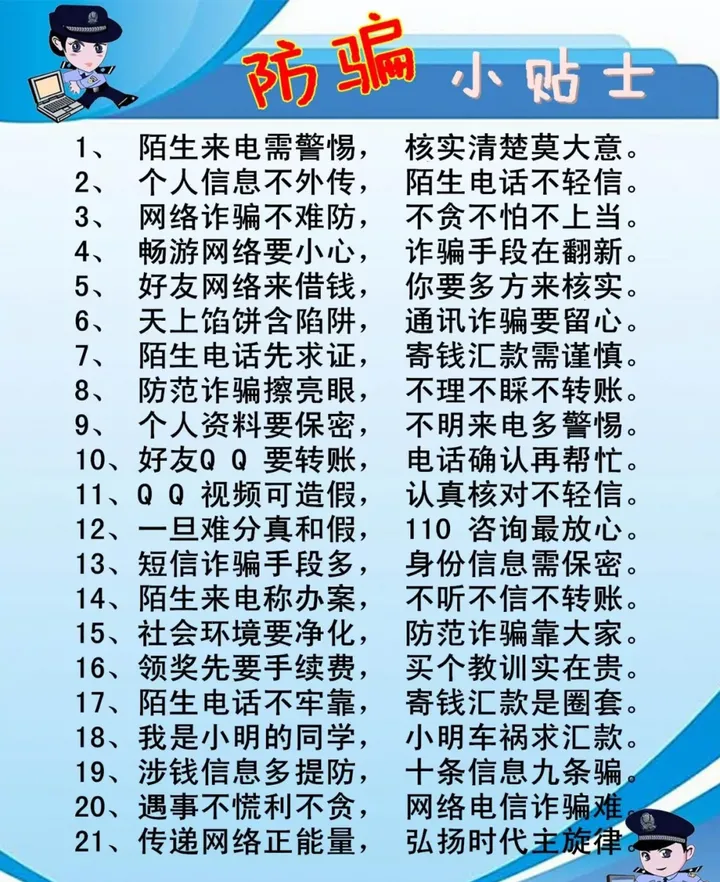 防骗 小贴士
1、 陌生来电需警惕， 核实清楚莫大意。
2、 个人信息不外传， 陌生电话不轻信。
3、 网络诈骗不难防， 不贪不怕不上当。
4、 畅游网络要小心， 诈骗手段在翻新。
5、 好友网络来借钱， 你要多方来核实。
6、 天上馅饼含陷阱， 通讯诈骗要留心。
7、 陌生电话先求证， 寄钱汇款需谨慎。
8、 防范诈骗擦亮眼， 不理不睬不转账。
9、 个人资料要保密， 不明来电多警惕。
10、好友QQ 要转账， 电话确认再帮忙。
11、QQ 视频可造假， 认真核对不轻信。
12、一旦难分真和假， 110 咨询最放心。
13、短信诈骗手段多， 身份信息需保密。
14、陌生来电称办案， 不听不信不转账。
15、社会环境要净化， 防范诈骗靠大家。
16、领奖先要手续费， 买个教训实在贵。
17、陌生电话不牢靠， 寄钱汇款是圈套。
18、我是小明的同学， 小明车祸求汇款。
19、涉钱信息多提防， 十条信息九条骗。
20、遇事不慌利不贪， 网络电信诈骗难。
21、传递网络正能量， 弘扬时代主旋律。